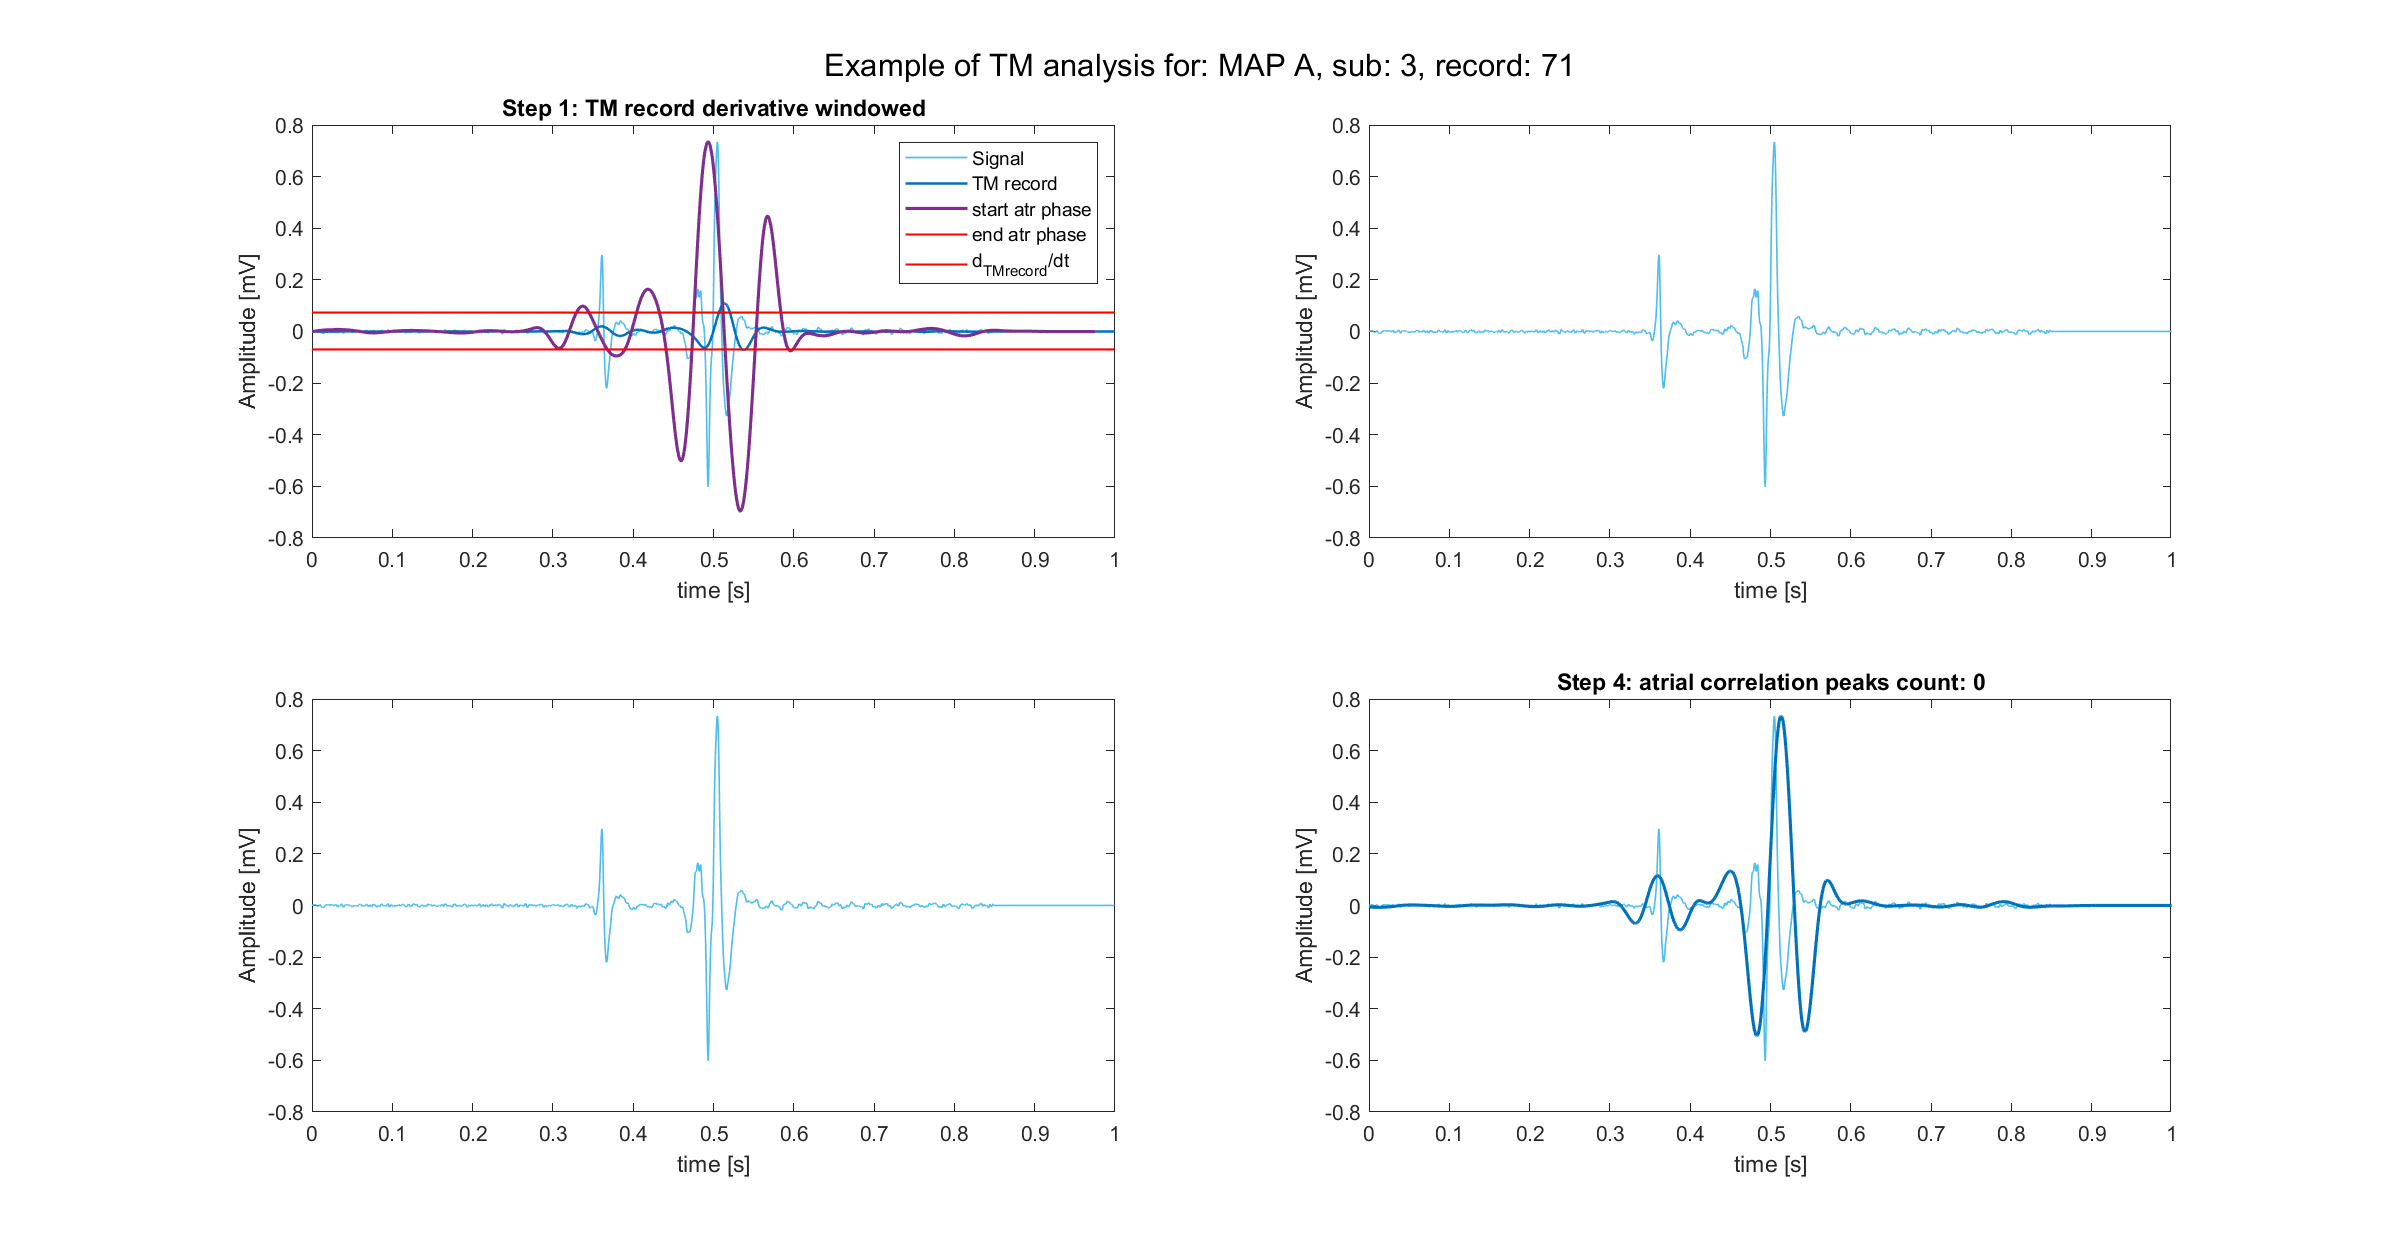 Example of TM analysis for: MAP A, sub: 3, record: 71
Step 1: TM record derivative windowed
0.8
0.6
0.4
0.2
0
-0.2
-0.4
-0.6
-0.8
Amplitude [mV]
Signal
TM record
start atr phase
end atr phase
d_TMrecord/dt
0 0.1 0.2 0.3 0.4 0.5 0.6 0.7 0.8 0.9 1
time [s]
0.8
0.6
0.4
0.2
0
-0.2
-0.4
-0.6
-0.8
Amplitude [mV]
0 0.1 0.2 0.3 0.4 0.5 0.6 0.7 0.8 0.9 1
time [s]
0.8
0.6
0.4
0.2
0
-0.2
-0.4
-0.6
-0.8
Amplitude [mV]
0 0.1 0.2 0.3 0.4 0.5 0.6 0.7 0.8 0.9 1
time [s]
Step 4: atrial correlation peaks count: 0
0.8
0.6
0.4
0.2
0
-0.2
-0.4
-0.6
-0.8
Amplitude [mV]
0 0.1 0.2 0.3 0.4 0.5 0.6 0.7 0.8 0.9 1
time [s]